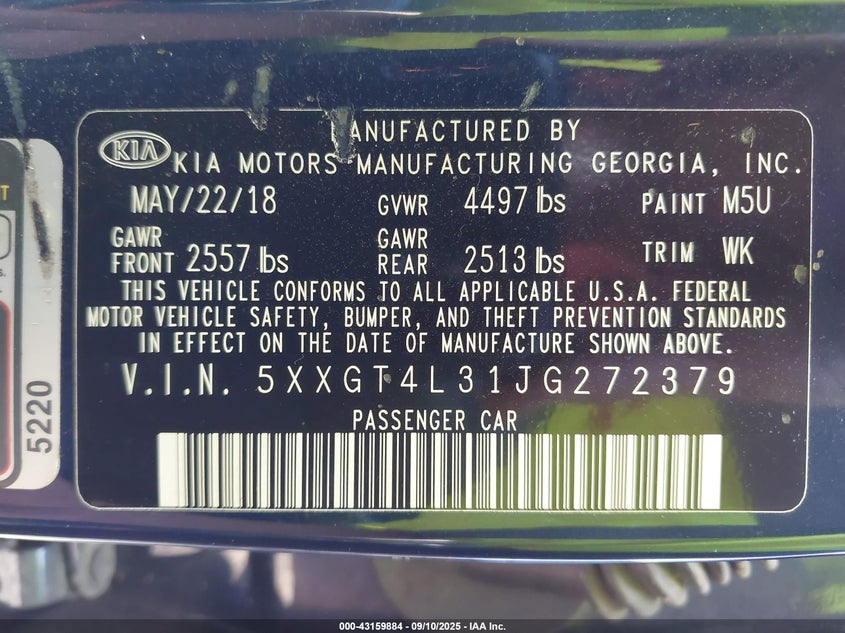 KIA
MANUFACTURED BY
KIA MOTORS MANUFACTURING GEORGIA, INC.
MAY/22/18 GVWR 4497 lbs PAINT M5U
GAWR FRONT 2557 lbs GAWR REAR 2513 lbs TRIM WK
THIS VEHICLE CONFORMS TO ALL APPLICABLE U.S.A. FEDERAL
MOTOR VEHICLE SAFETY, BUMPER, AND THEFT PREVENTION STANDARDS
IN EFFECT ON THE DATE OF MANUFACTURE SHOWN ABOVE.
V.I.N. 5XXGT4L31JG272379
PASSENGER CAR
5220
000-43159884 - 09/10/2025 - IAA Inc.